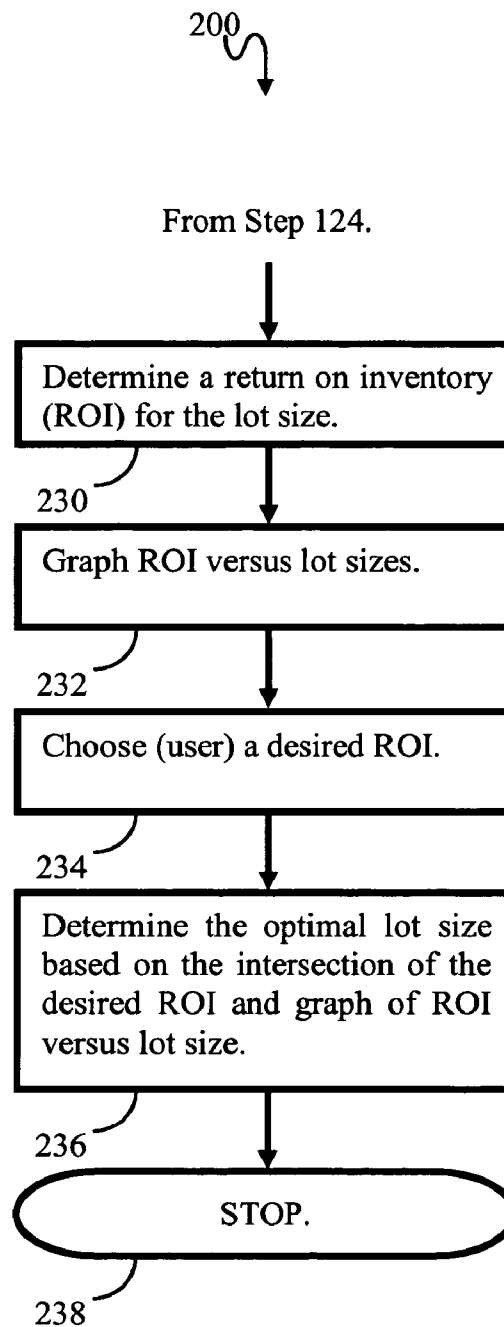 200
From Step 124.
Determine a return on inventory
(ROI) for the lot size.
230
Graph ROI versus lot sizes.
232
Choose (user) a desired ROI.
234
Determine the optimal lot size
based on the intersection of the
desired ROI and graph of ROI
versus lot size.
236
STOP.
238